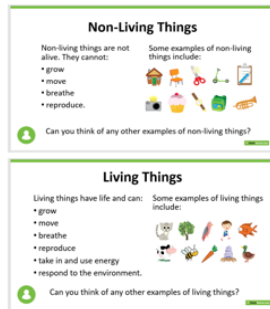 Non-Living Things
Non-living things are not
alive. They cannot:
• grow
• move
• breathe
• reproduce.
Some examples of non-living
things include:
Can you think of any other examples of non-living things?
Living Things
Living things have life and can:
• grow
• move
• breathe
• reproduce
• take in and use energy
• respond to the environment.
Some examples of living things
include:
Can you think of any other examples of living things?